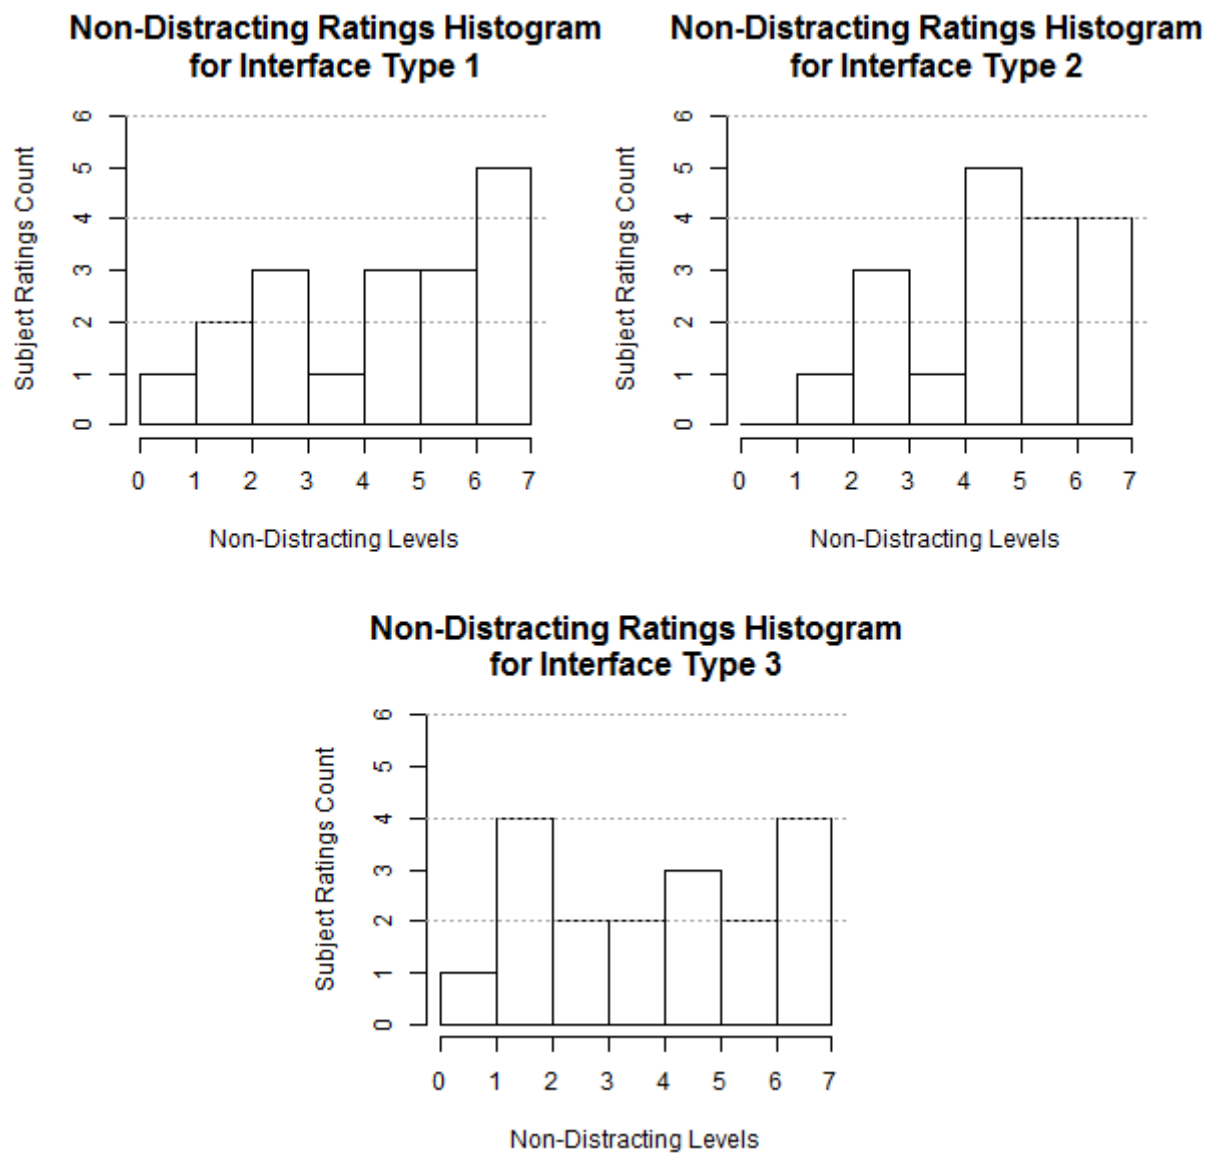 Non-Distracting Ratings Histogram
for Interface Type 1
Subject Ratings Count
6
5
4
3
2
1
0
0 1 2 3 4 5 6 7
Non-Distracting Levels
Non-Distracting Ratings Histogram
for Interface Type 2
Subject Ratings Count
6
5
4
3
2
1
0
0 1 2 3 4 5 6 7
Non-Distracting Levels
Non-Distracting Ratings Histogram
for Interface Type 3
Subject Ratings Count
6
5
4
3
2
1
0
0 1 2 3 4 5 6 7
Non-Distracting Levels